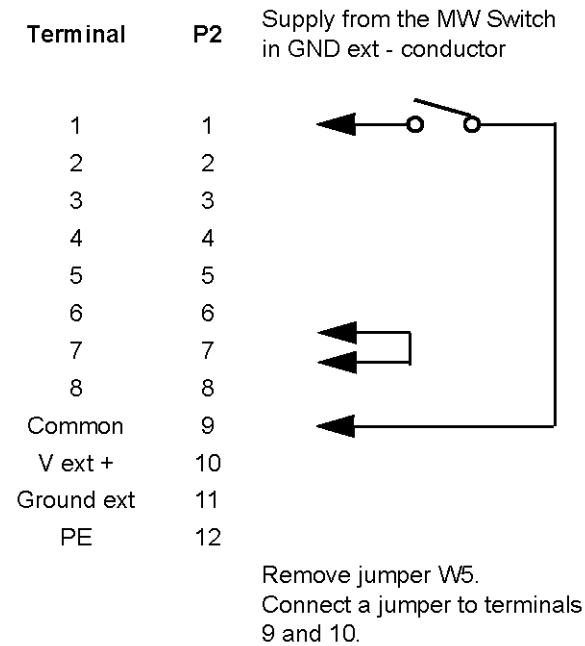 Terminal P2 Supply from the MW Switch
in GND ext - conductor
1 1
2 2
3 3
4 4
5 5
6 6
7 7
8 8
Common 9
V ext + 10
Ground ext 11
PE 12
Remove jumper W5.
Connect a jumper to terminals
9 and 10.